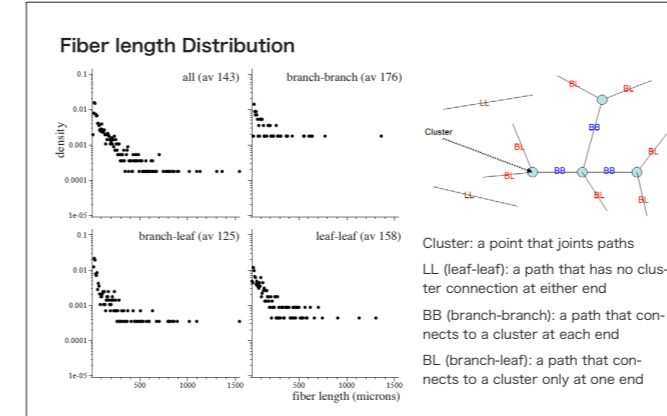 Fiber length Distribution
all (av 143)
branch-branch (av 176)
0.1
0.01
0.001
0.0001
1e-05
density
branch-leaf (av 125)
leaf-leaf (av 158)
0.1
0.01
0.001
0.0001
1e-05
500
1000
1500
500
1000
1500
fiber length (microns)
LL
Cluster
BL
BL
BB
BL
BL
BB
BB
BL
LL
BL
BL
Cluster: a point that joints paths
LL (leaf-leaf): a path that has no clus-
ter connection at either end
BB (branch-branch): a path that con-
nects to a cluster at each end
BL (branch-leaf): a path that con-
nects to a cluster only at one end